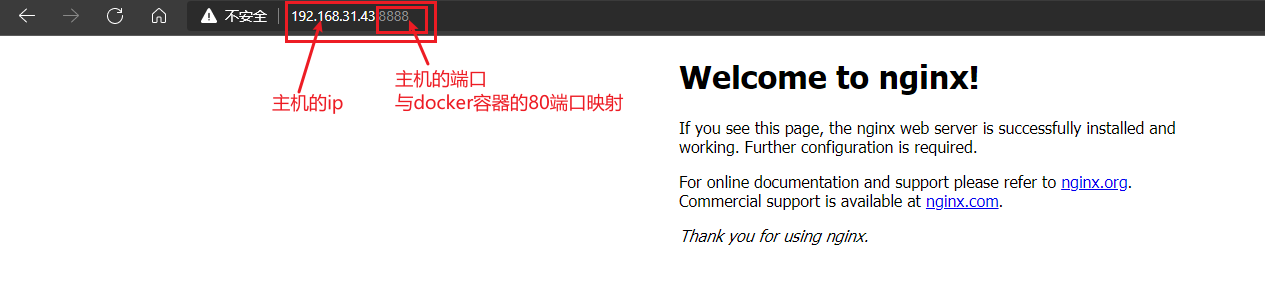 不安全 192.168.31.43:8888
主机的ip
主机的端口
与docker容器的80端口映射
Welcome to nginx!
If you see this page, the nginx web server is successfully installed and
working. Further configuration is required.
For online documentation and support please refer to nginx.org.
Commercial support is available at nginx.com.
Thank you for using nginx.